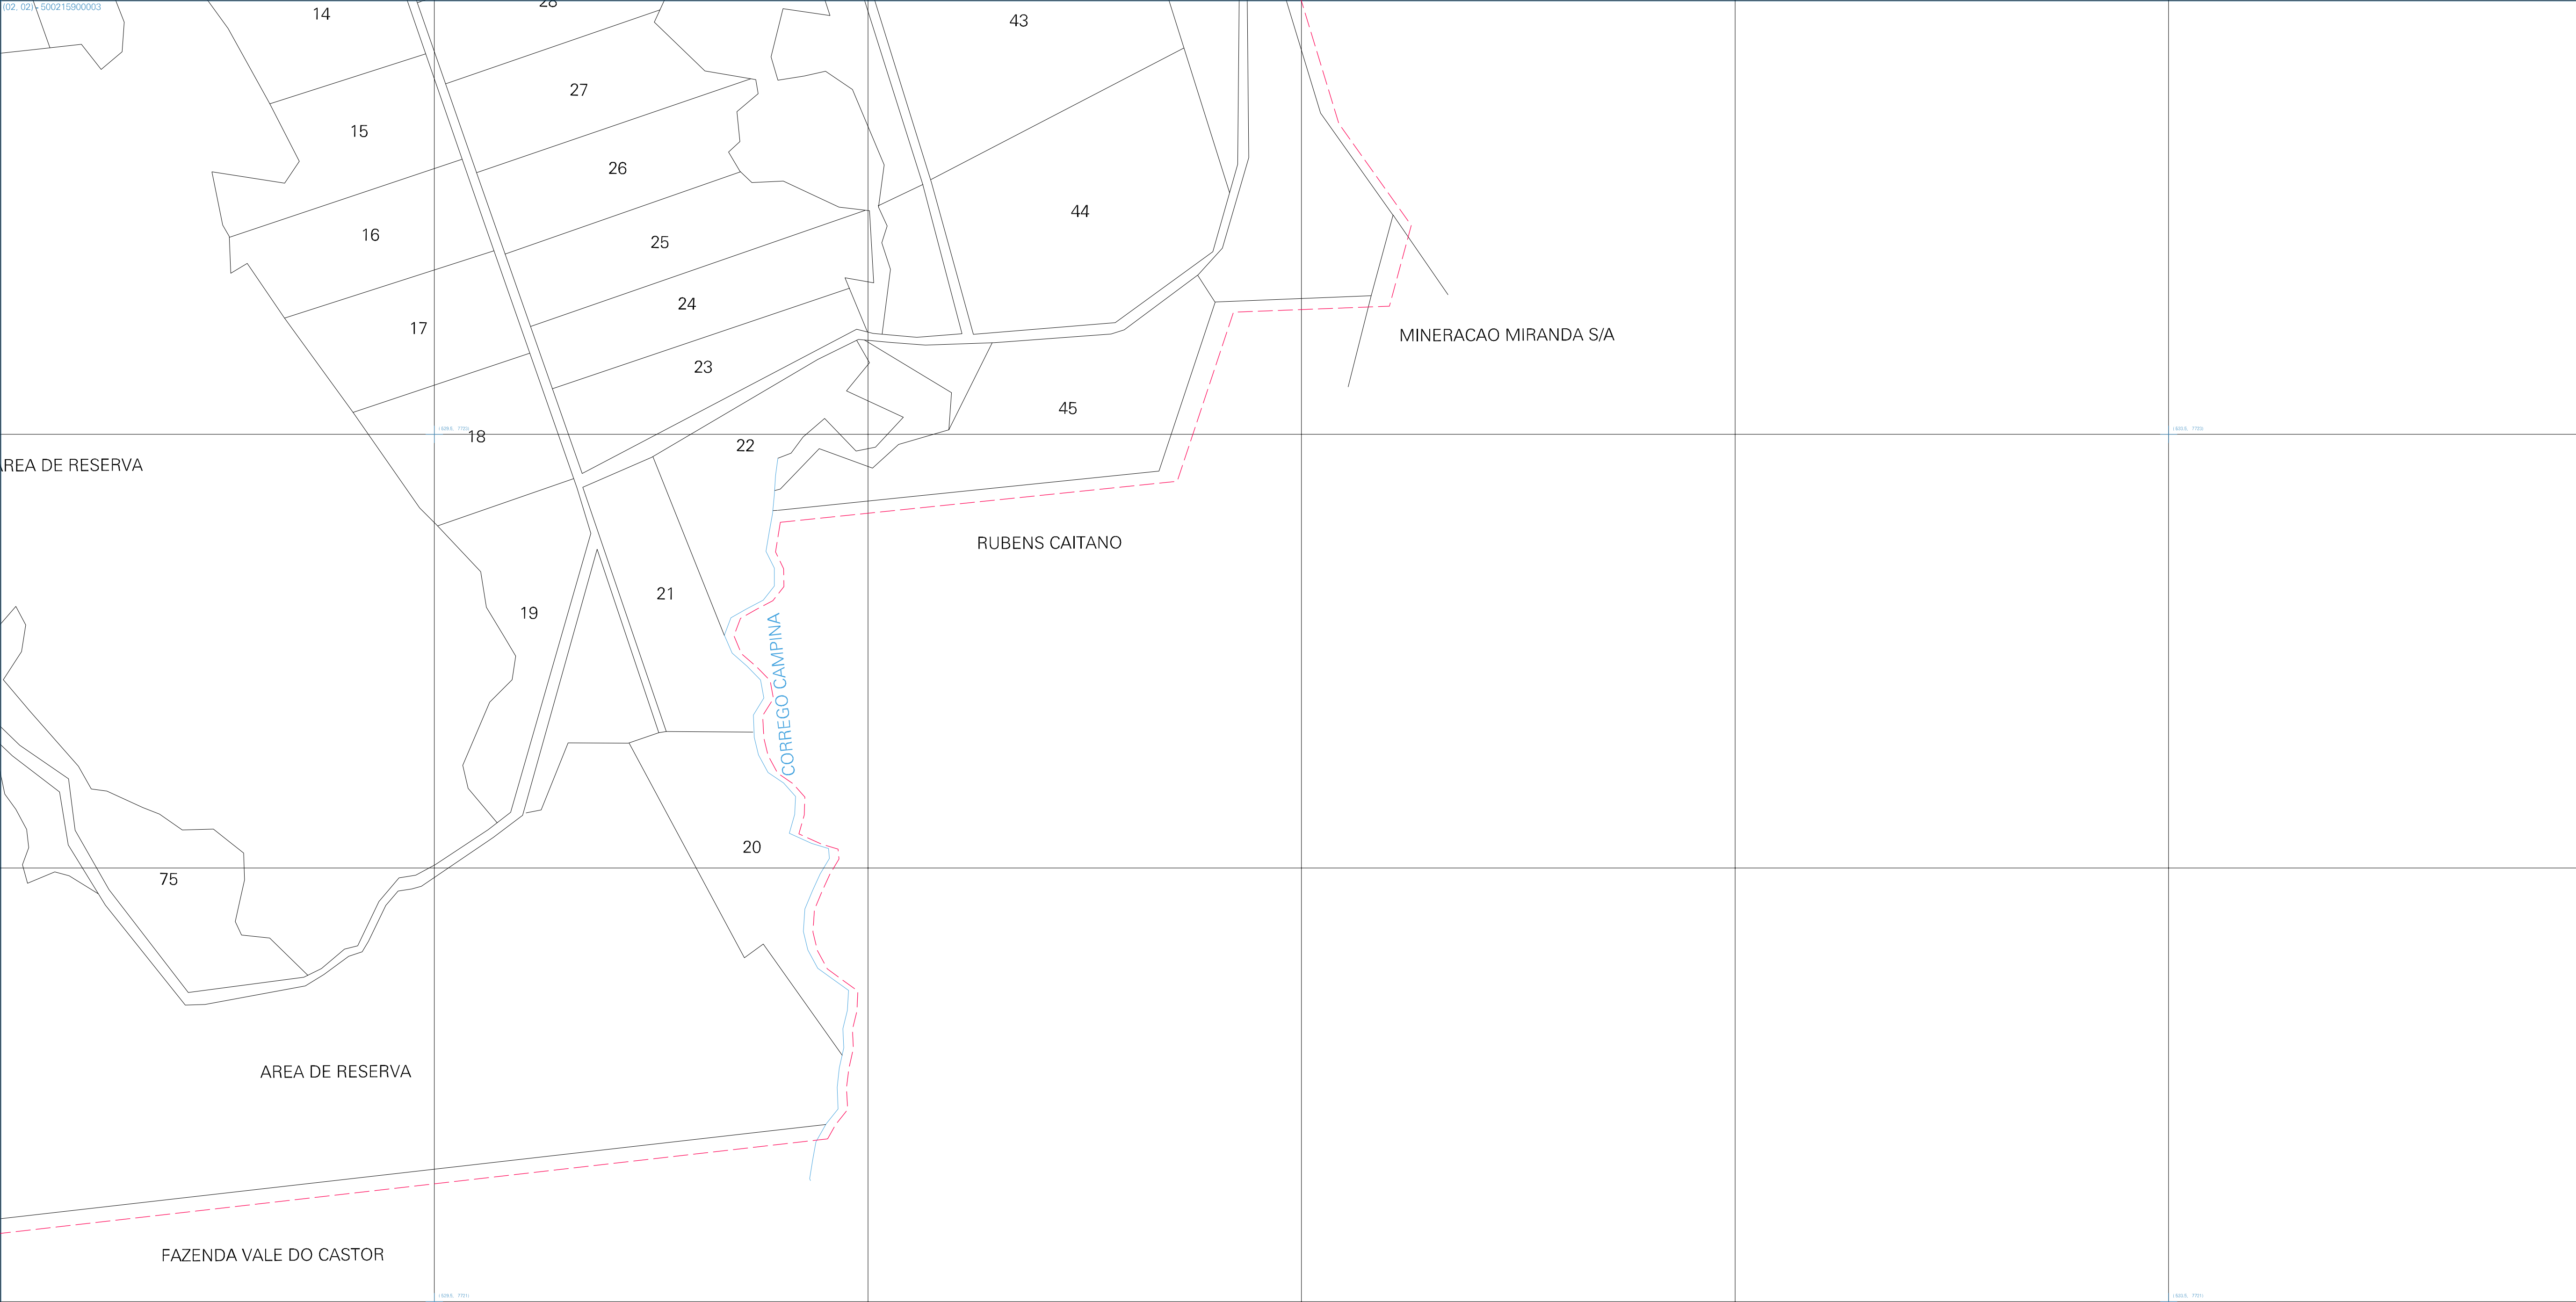 (02, 02) - 500215900003
14
28
43
27
15
26
44
16
25
24
17
MINERACAO MIRANDA S/A
23
45
18
22
AREA DE RESERVA
RUBENS CAITANO
21
19
CORREGO CAMPINA
20
75
AREA DE RESERVA
FAZENDA VALE DO CASTOR